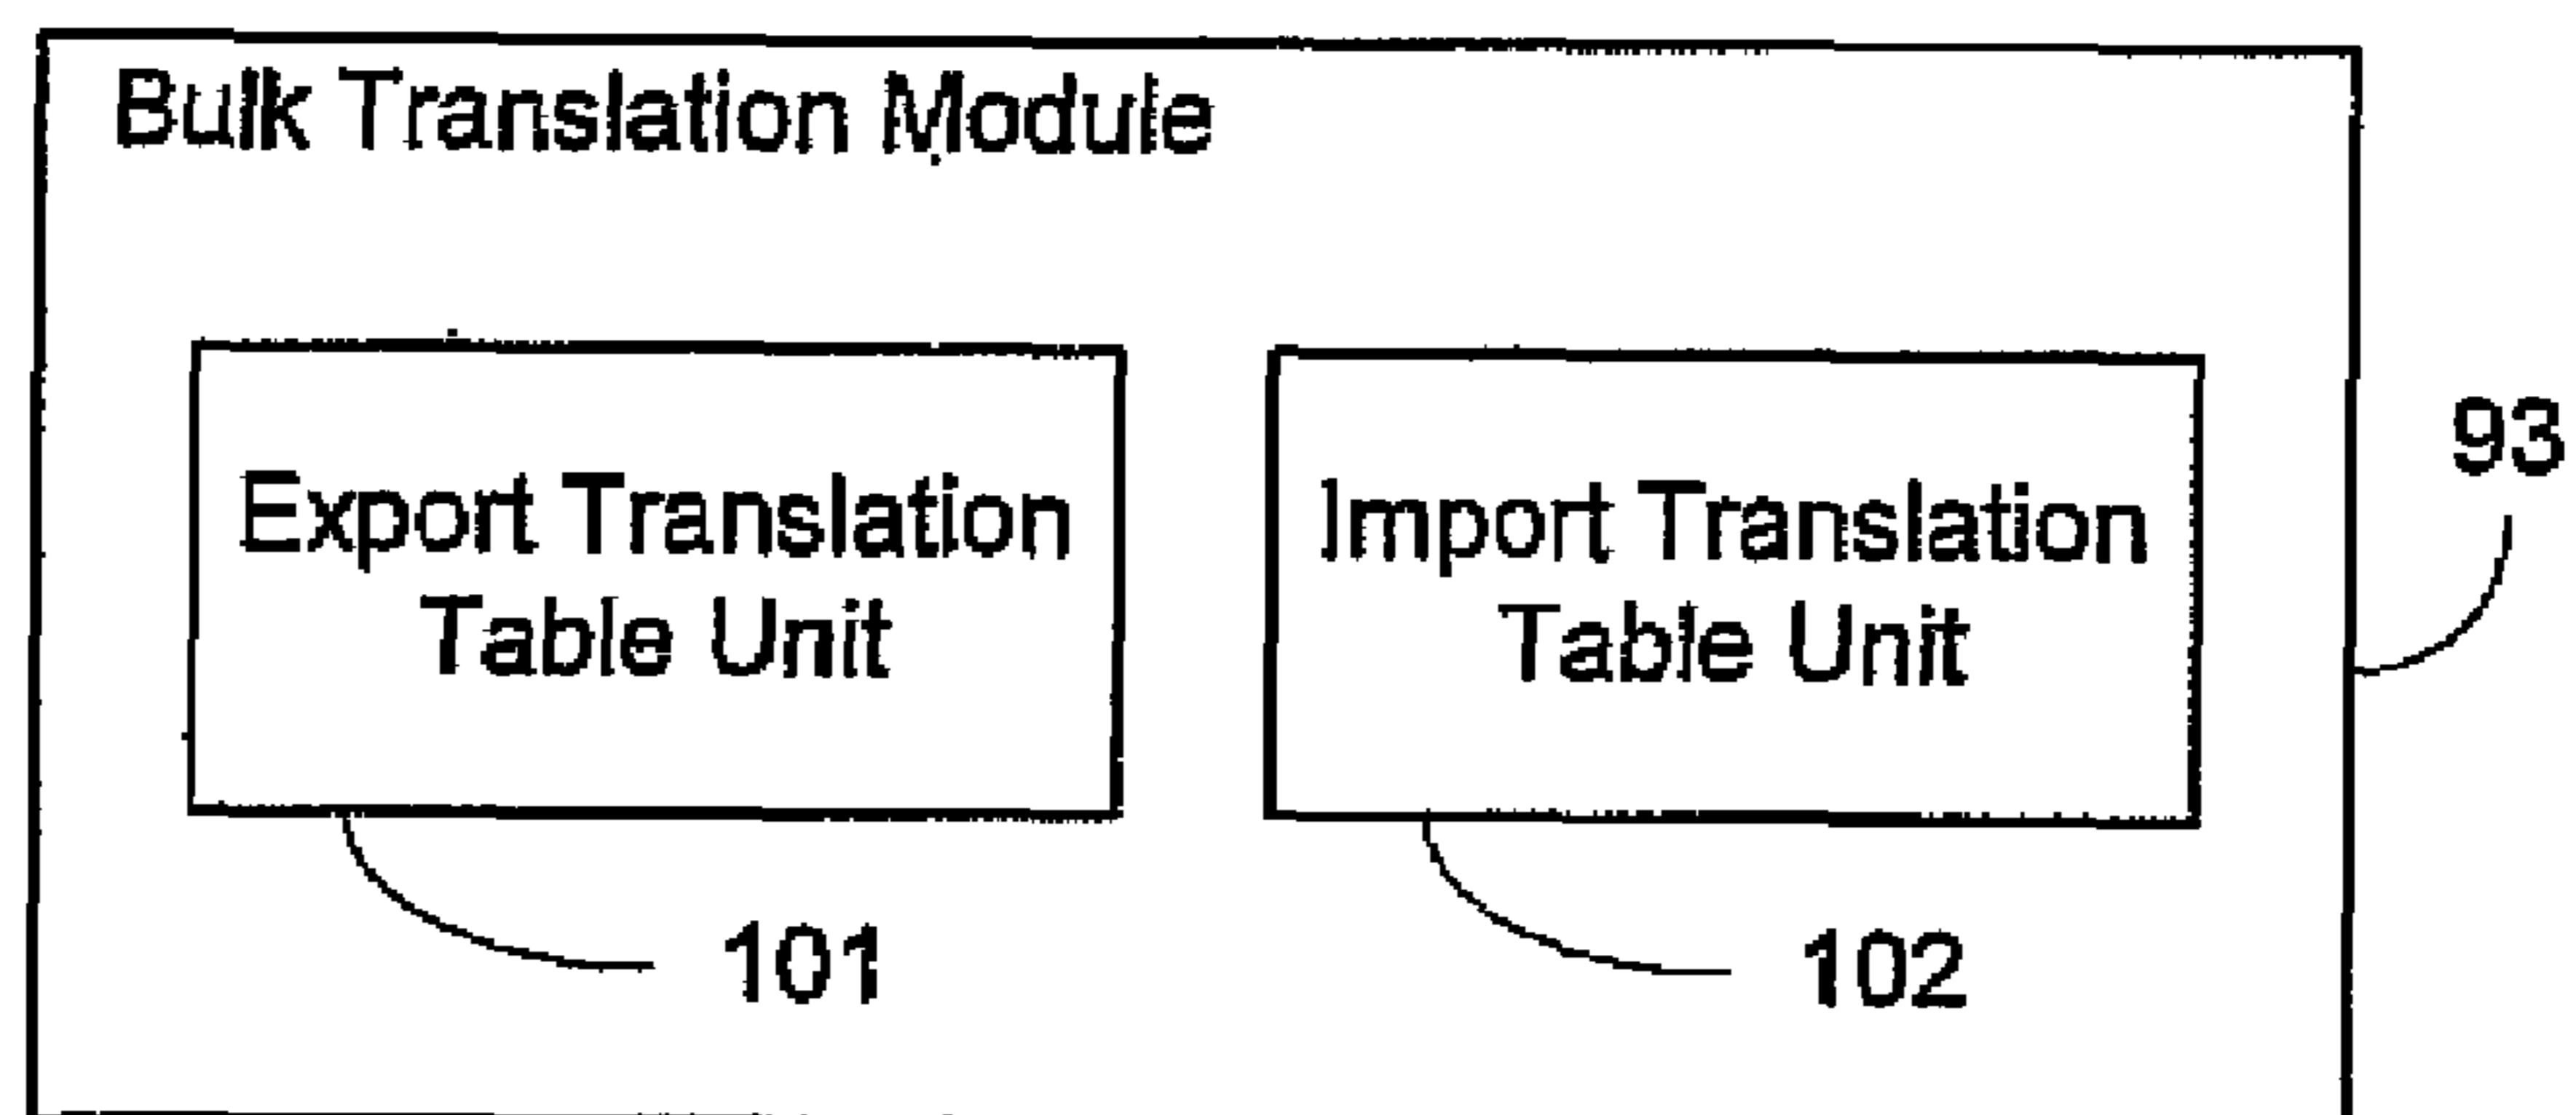 Bulk Translation Module
Export Translation
Table Unit
Import Translation
Table Unit
93
101
102